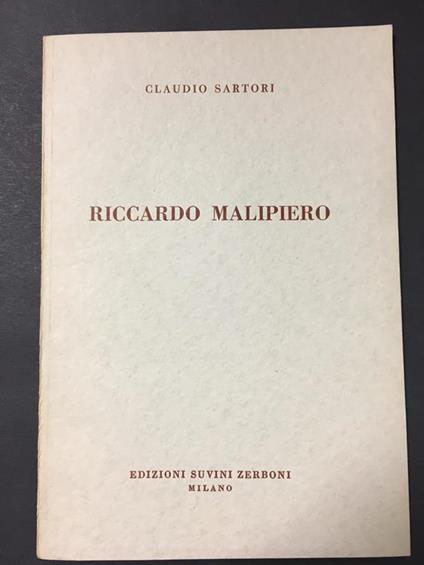 CLAUDIO SARTORI
RICCARDO MALIPIERO
EDIZIONI SUVINI ZERBONI
MILANO